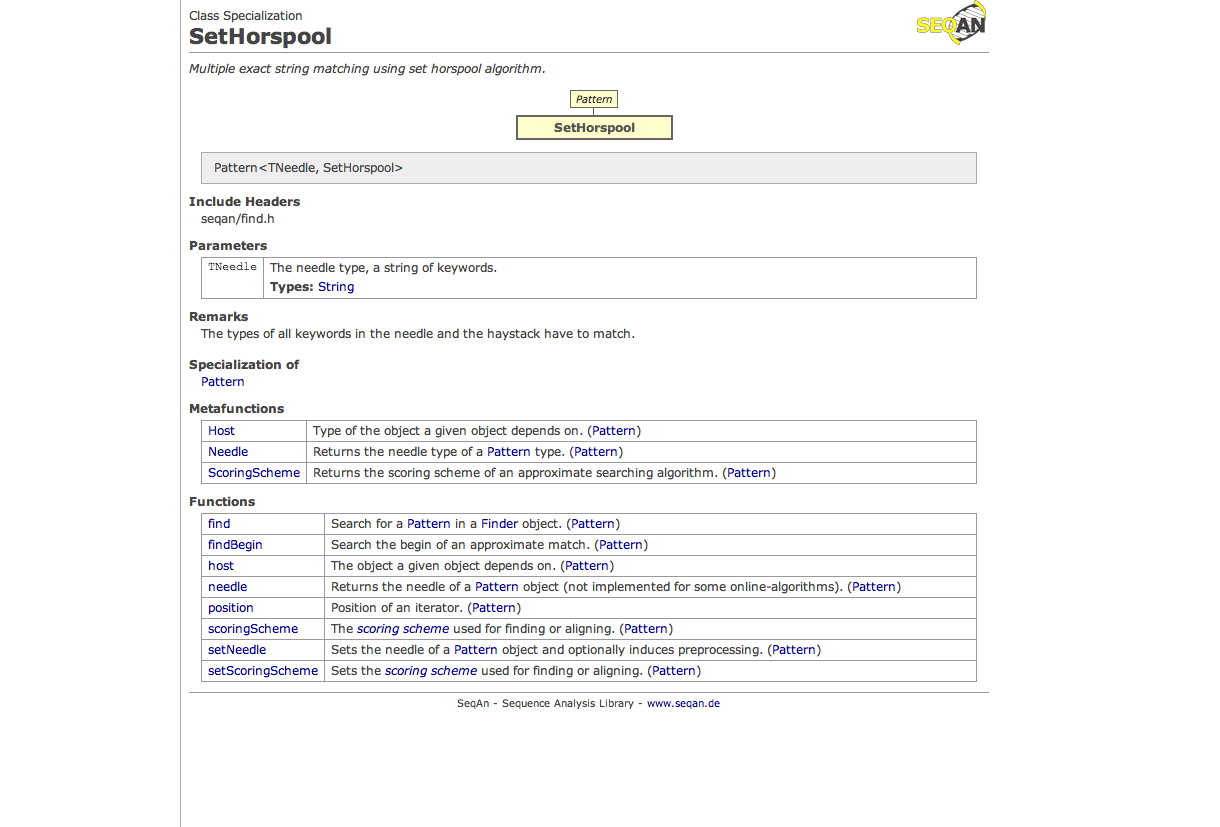 Class Specialization
SetHorspool
SEQAN
Multiple exact string matching using set horspool algorithm.
Pattern
SetHorspool
Pattern<TNeedle, SetHorspool>
Include Headers
seqan/find.h
Parameters
TNeedle The needle type, a string of keywords.
Types: String
Remarks
The types of all keywords in the needle and the haystack have to match.
Specialization of
Pattern
Metafunctions
Host Type of the object a given object depends on. (Pattern)
Needle Returns the needle type of a Pattern type. (Pattern)
ScoringScheme Returns the scoring scheme of an approximate searching algorithm. (Pattern)
Functions
find Search for a Pattern in a Finder object. (Pattern)
findBegin Search the begin of an approximate match. (Pattern)
host The object a given object depends on. (Pattern)
needle Returns the needle of a Pattern object (not implemented for some online-algorithms). (Pattern)
position Position of an iterator. (Pattern)
scoringScheme The scoring scheme used for finding or aligning. (Pattern)
setNeedle Sets the needle of a Pattern object and optionally induces preprocessing. (Pattern)
setScoringScheme Sets the scoring scheme used for finding or aligning. (Pattern)
SeqAn - Sequence Analysis Library - www.seqan.de